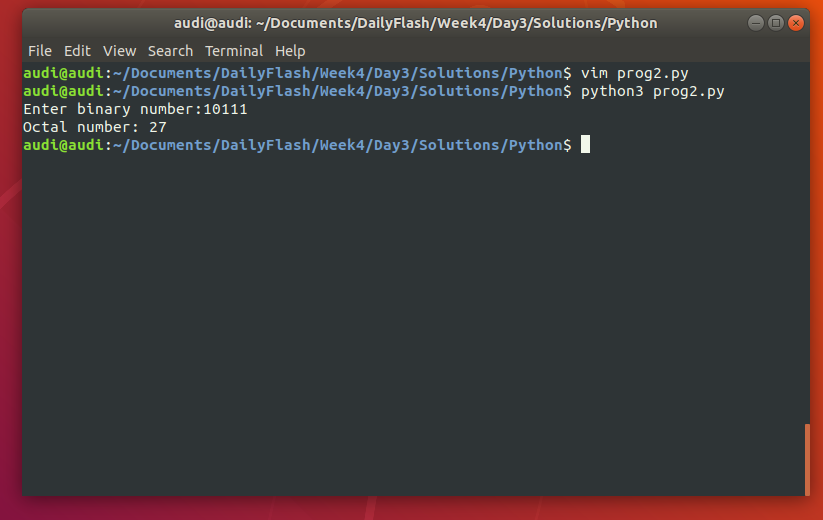 audi@audi: ~/Documents/DailyFlash/Week4/Day3/Solutions/Python
File Edit View Search Terminal Help
audi@audi:~/Documents/DailyFlash/Week4/Day3/Solutions/Python$ vim prog2.py
audi@audi:~/Documents/DailyFlash/Week4/Day3/Solutions/Python$ python3 prog2.py
Enter binary number:10111
Octal number: 27
audi@audi:~/Documents/DailyFlash/Week4/Day3/Solutions/Python$